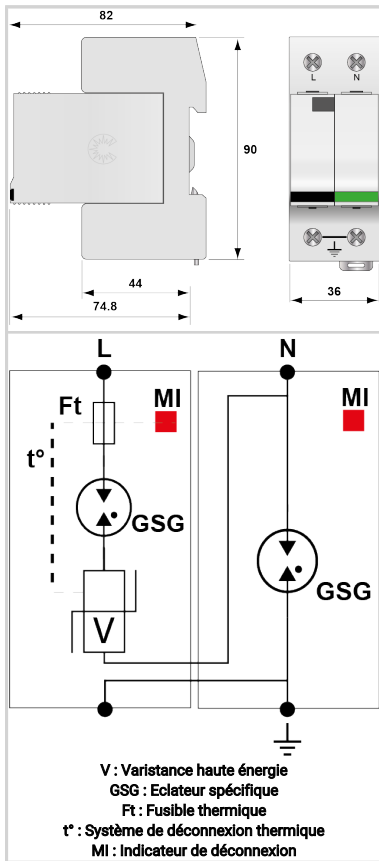 82
L N
90
44
74.8
36
L
N
Ft
MI
MI
t°
GSG
GSG
V
V : Varistance haute énergie
GSG : Eclateur spécifique
Ft : Fusible thermique
t° : Système de déconnexion thermique
MI : Indicateur de déconnexion